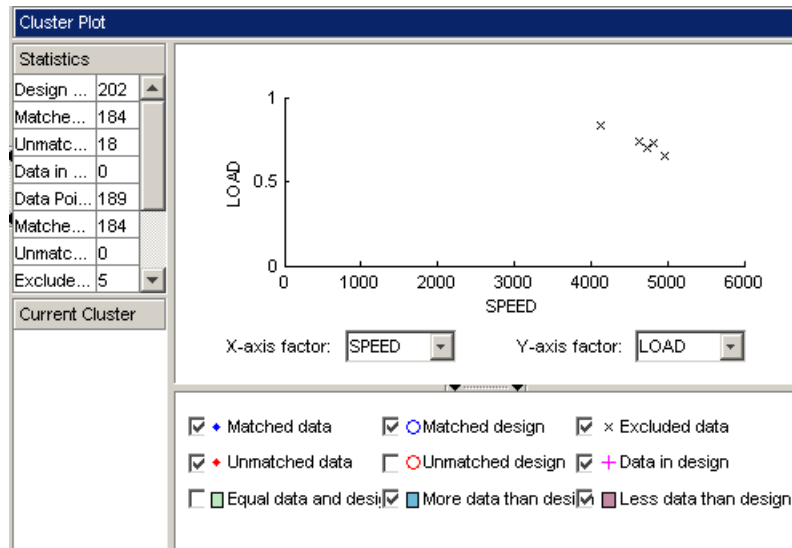 Cluster Plot
Statistics
Design ... 202
Matche... 184
Unmatc... 18
Data in ... 0
Data Poi... 189
Matche... 184
Unmatc... 0
Exclude... 5
Current Cluster
1
0.5
0
LOAD
0 1000 2000 3000 4000 5000 6000
SPEED
X-axis factor: SPEED Y-axis factor: LOAD
Matched data Matched design Excluded data
Unmatched data Unmatched design Data in design
Equal data and desi More data than desi Less data than design